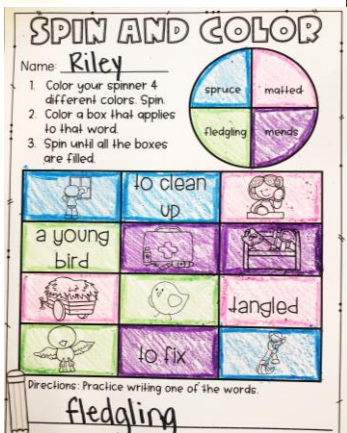 SPIN AND COLOR
Name: Riley
1. Color your spinner 4
different colors. Spin.
2. Color a box that applies
to that word.
3. Spin until all the boxes
are filled.
spruce
matted
fledgling
mends
to clean
up
a young
bird
tangled
to fix
Directions: Practice writing one of the words.
fledgling